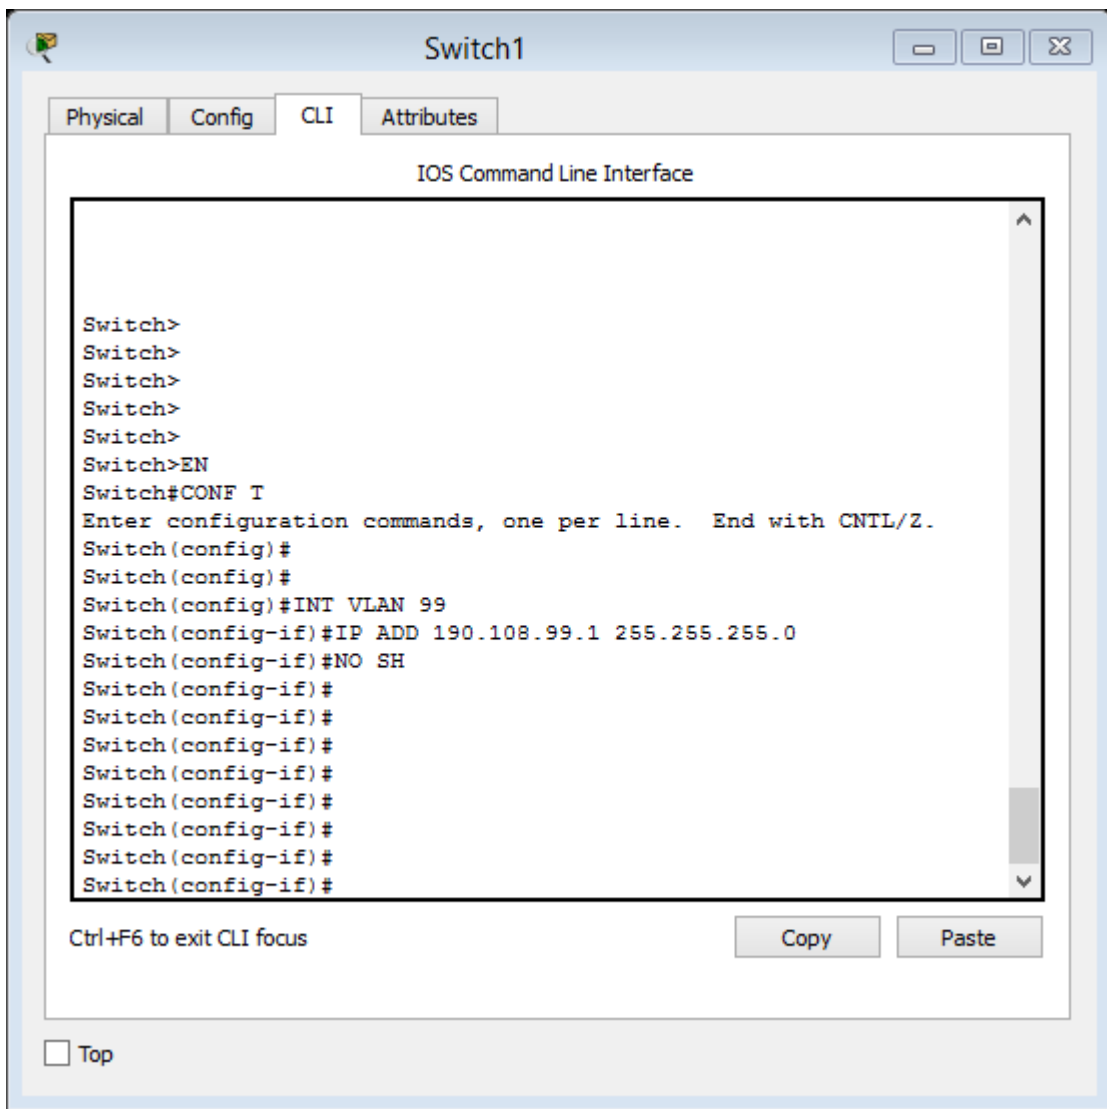 Switch1
Physical Config CLI Attributes
IOS Command Line Interface
Switch>
Switch>
Switch>
Switch>
Switch>
Switch>EN
Switch#CONF T
Enter configuration commands, one per line.  End with CNTL/Z.
Switch(config)#
Switch(config)#
Switch(config)#INT VLAN 99
Switch(config-if)#IP ADD 190.108.99.1 255.255.255.0
Switch(config-if)#NO SH
Switch(config-if)#
Switch(config-if)#
Switch(config-if)#
Switch(config-if)#
Switch(config-if)#
Switch(config-if)#
Switch(config-if)#
Switch(config-if)#
Ctrl+F6 to exit CLI focus Copy Paste
Top